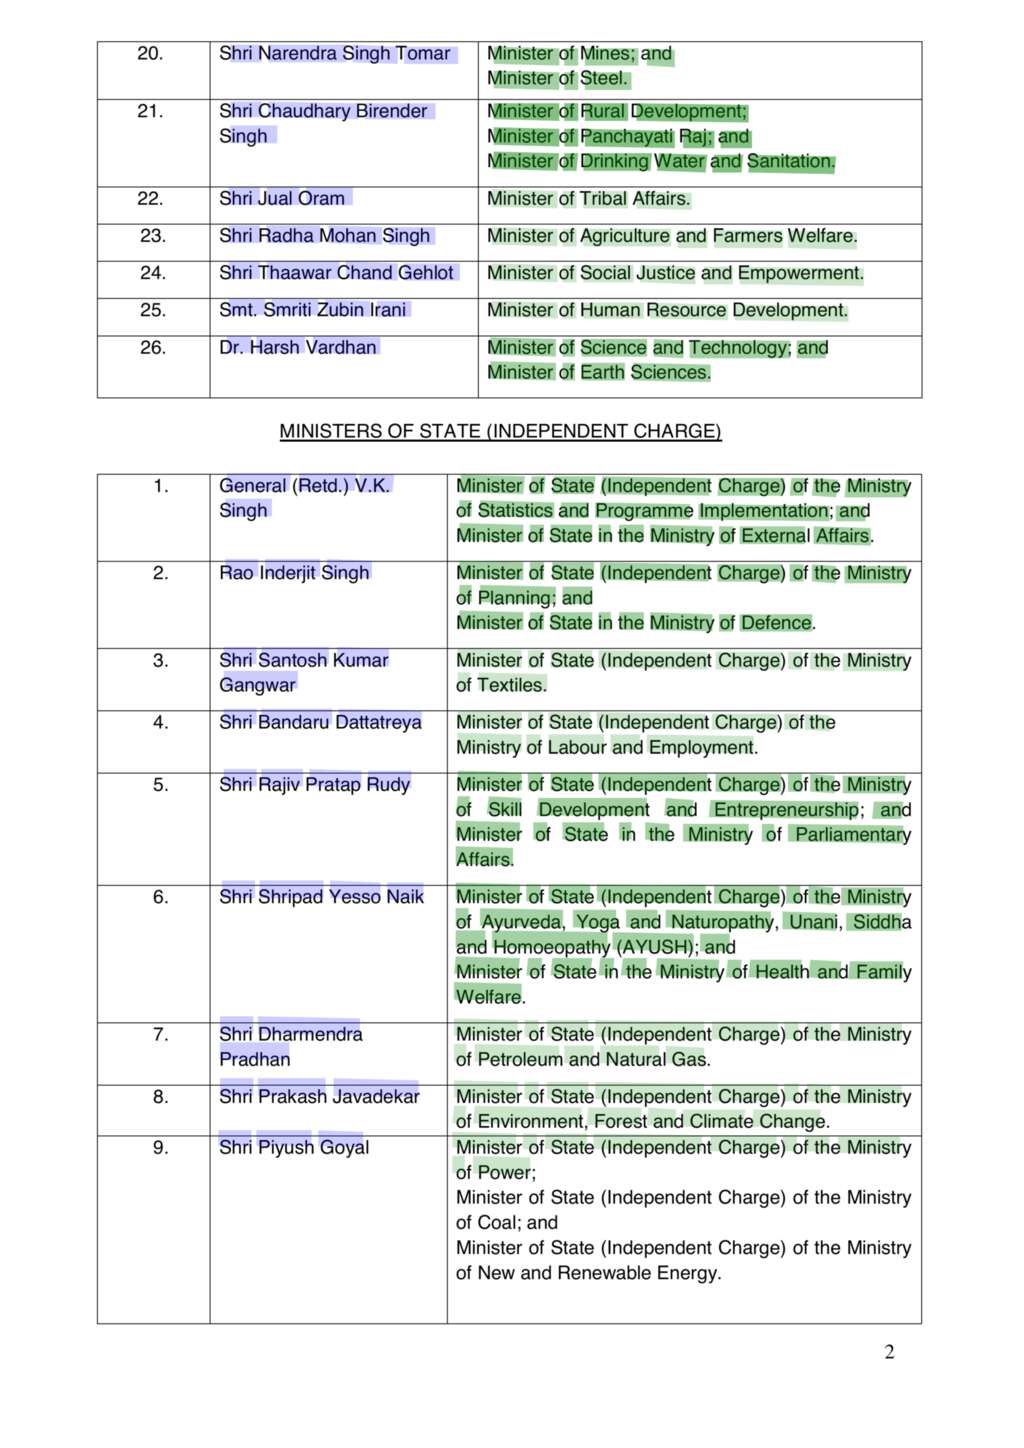 20. Shri Narendra Singh Tomar Minister of Mines; and
Minister of Steel.
21. Shri Chaudhary Birender Minister of Rural Development;
Singh Minister of Panchayati Raj; and
Minister of Drinking Water and Sanitation.
22. Shri Jual Oram Minister of Tribal Affairs.
23. Shri Radha Mohan Singh Minister of Agriculture and Farmers Welfare.
24. Shri Thaawar Chand Gehlot Minister of Social Justice and Empowerment.
25. Smt. Smriti Zubin Irani Minister of Human Resource Development.
26. Dr. Harsh Vardhan Minister of Science and Technology; and
Minister of Earth Sciences.
MINISTERS OF STATE (INDEPENDENT CHARGE)
1. General (Retd.) V.K. Minister of State (Independent Charge) of the Ministry
Singh of Statistics and Programme Implementation; and
Minister of State in the Ministry of External Affairs.
2. Rao Inderjit Singh Minister of State (Independent Charge) of the Ministry
of Planning; and
Minister of State in the Ministry of Defence.
3. Shri Santosh Kumar Minister of State (Independent Charge) of the Ministry
Gangwar of Textiles.
4. Shri Bandaru Dattatreya Minister of State (Independent Charge) of the
Ministry of Labour and Employment.
5. Shri Rajiv Pratap Rudy Minister of State (Independent Charge) of the Ministry
of Skill Development and Entrepreneurship; and
Minister of State in the Ministry of Parliamentary
Affairs.
6. Shri Shripad Yesso Naik Minister of State (Independent Charge) of the Ministry
of Ayurveda, Yoga and Naturopathy, Unani, Siddha
and Homoeopathy (AYUSH); and
Minister of State in the Ministry of Health and Family
Welfare.
7. Shri Dharmendra Minister of State (Independent Charge) of the Ministry
Pradhan of Petroleum and Natural Gas.
8. Shri Prakash Javadekar Minister of State (Independent Charge) of the Ministry
of Environment, Forest and Climate Change.
9. Shri Piyush Goyal Minister of State (Independent Charge) of the Ministry
of Power;
Minister of State (Independent Charge) of the Ministry
of Coal; and
Minister of State (Independent Charge) of the Ministry
of New and Renewable Energy.
2